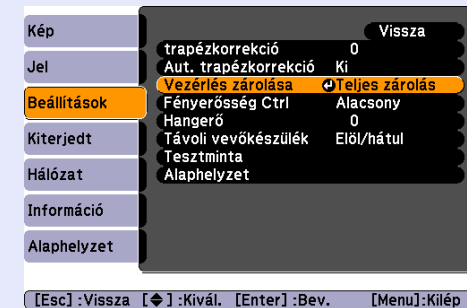 Kép
Jel
Beállítások
Kiterjedt
Hálózat
Információ
Alaphelyzet
Vissza
trapézkorrekció 0
Aut. trapézkorrekció Ki
Vezérlés zárolása Teljes zárolás
Fényerősség Ctrl Alacsony
Hangerő 0
Távoli vevőkészülék Elöl/hátul
Tesztminta
Alaphelyzet
[Esc] :Vissza [◆] :Kivál. [Enter] :Bev. [Menu]:Kilép